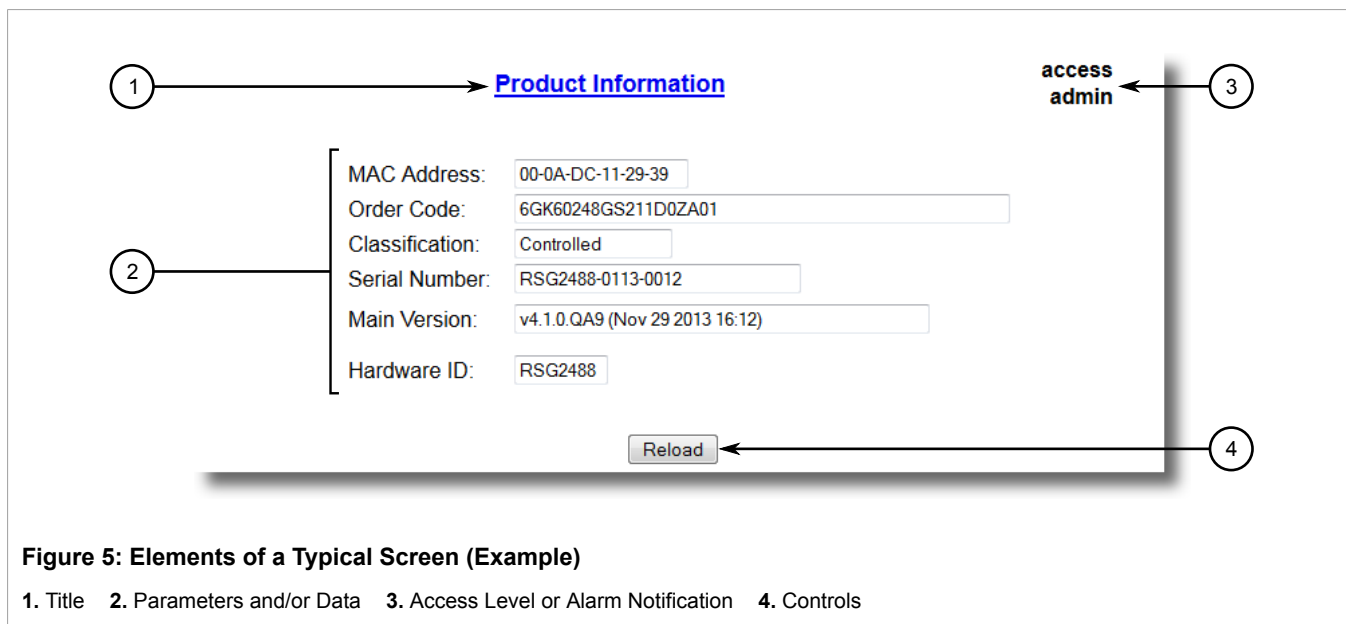 1
Product Information
access
admin
3
MAC Address: 00-0A-DC-11-29-39
Order Code: 6GK60248GS211D0ZA01
2
Classification: Controlled
Serial Number: RSG2488-0113-0012
Main Version: v4.1.0.QA9 (Nov 29 2013 16:12)
Hardware ID: RSG2488
Reload
4
Figure 5: Elements of a Typical Screen (Example)
1. Title 2. Parameters and/or Data 3. Access Level or Alarm Notification 4. Controls